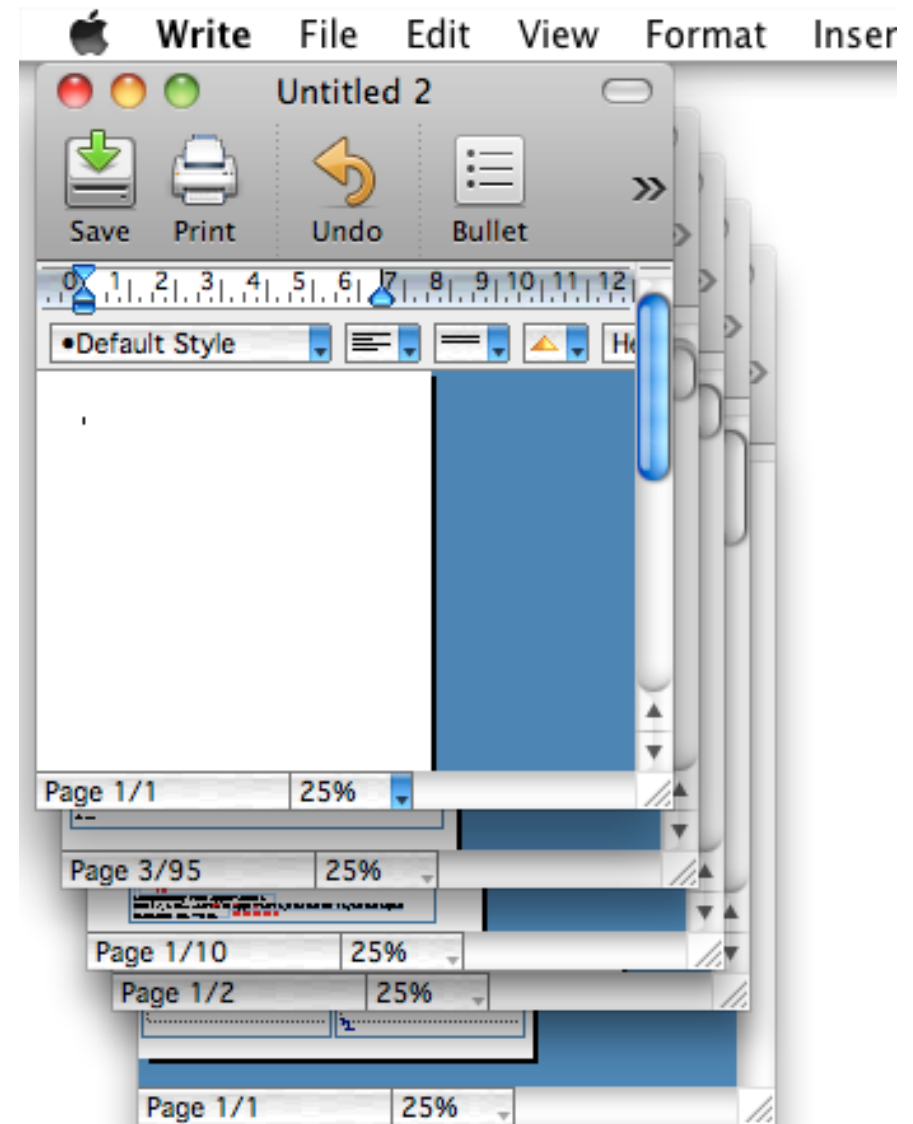 Write File Edit View Format Inser
Untitled 2
Save Print Undo Bullet »
0 1 2 3 4 5 6 7 8 9 10 11 12
•Default Style He
Page 1/1 25%
Page 3/95 25%
Page 1/10 25%
Page 1/2 25%
Page 1/1 25%